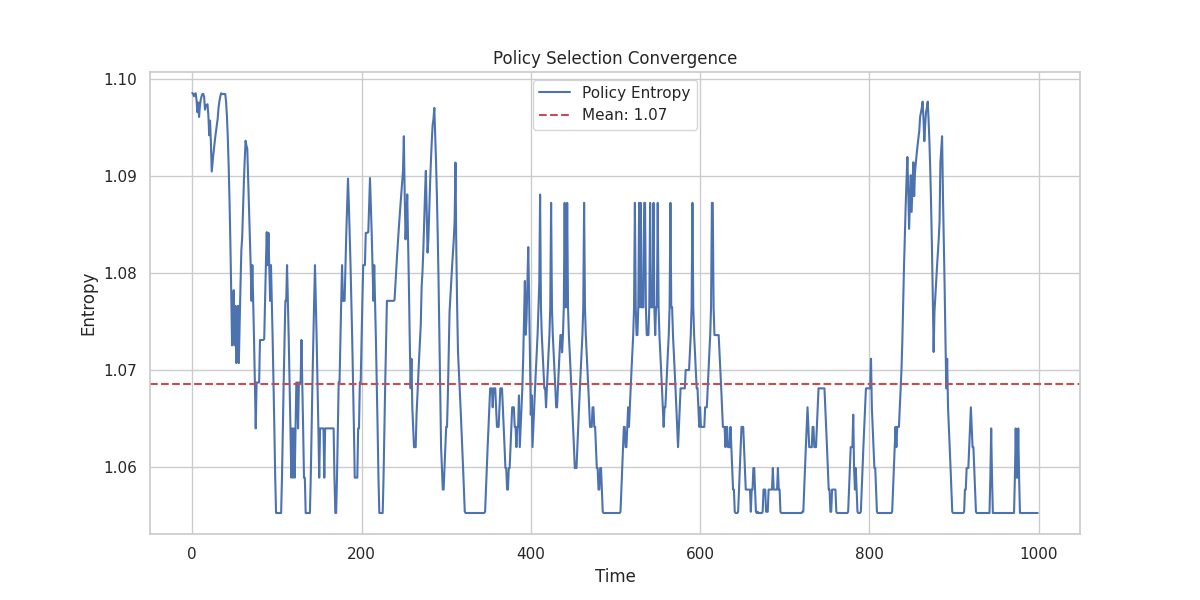 Policy Selection Convergence
1.10
1.09
1.08
1.07
1.06
Entropy
Policy Entropy
Mean: 1.07
0
200
400
600
800
1000
Time